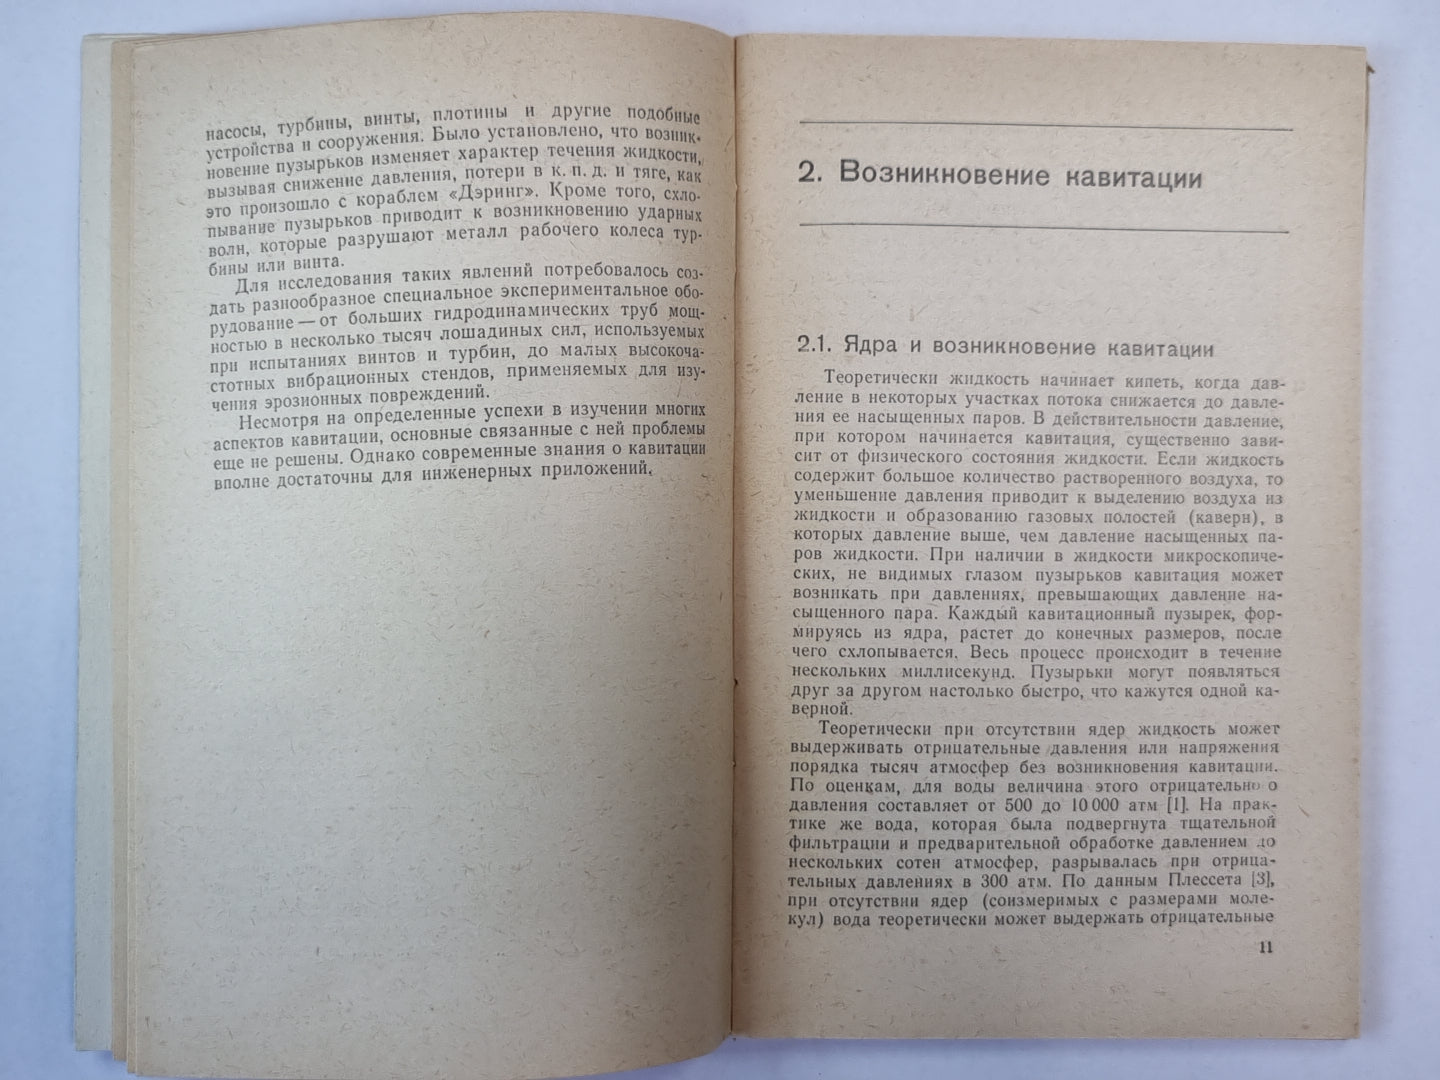 насосы, турбины, винты, плотины и другие подобные
устройства и сооружения. Было установлено, что возник-
новение пузырьков изменяет характер течения жидкости,
вызывая снижение давления, потери в к. п. д. и тяге, как
это произошло с кораблем «Дэринг». Кроме того, схло-
пывание пузырьков приводит к возникновению ударных
волн, которые разрушают металл рабочего колеса тур-
бины или винта.
Для исследования таких явлений потребовалось соз-
дать разнообразное специальное экспериментальное обо-
рудование — от больших гидродинамических труб мощ-
ностью в несколько тысяч лошадиных сил, используемых
при испытаниях винтов и турбин, до малых высокоча-
стотных вибрационных стендов, применяемых для изу-
чения эрозионных повреждений.
Несмотря на определенные успехи в изучении многих
аспектов кавитации, основные связанные с ней проблемы
еще не решены. Однако современные знания о кавитации
вполне достаточны для инженерных приложений.
2. Возникновение кавитации
2.1. Ядра и возникновение кавитации
Теоретически жидкость начинает кипеть, когда дав-
ление в некоторых участках потока снижается до давле-
ния ее насыщенных паров. В действительности давление,
при котором начинается кавитация, существенно зави-
сит от физического состояния жидкости. Если жидкость
содержит большое количество растворенного воздуха, то
уменьшение давления приводит к выделению воздуха из
жидкости и образованию газовых полостей (каверн), в
которых давление выше, чем давление насыщенных па-
ров жидкости. При наличии в жидкости микроскопиче-
ских, не видимых глазом пузырьков кавитация может
возникать при давлениях, превышающих давление на-
сыщенного пара. Каждый кавитационный пузырек, фор-
мируясь из ядра, растет до конечных размеров, после
чего схлопывается. Весь процесс происходит в течение
нескольких миллисекунд. Пузырьки могут появляться
друг за другом настолько быстро, что кажутся одной ка-
верной.
Теоретически при отсутствии ядер жидкость может
выдерживать отрицательные давления или напряжения
порядка тысяч атмосфер без возникновения кавитации.
По оценкам, для воды величина этого отрицательно о
давления составляет от 500 до 10 000 атм [1]. На прак-
тике же вода, которая была подвергнута тщательной
фильтрации и предварительной обработке давлением до
нескольких сотен атмосфер, разрывалась при отрица-
тельных давлениях в 300 атм. По данным Плессета [3],
при отсутствии ядер (соизмеримых с размерами моле-
кул) вода теоретически может выдержать отрицательные
11